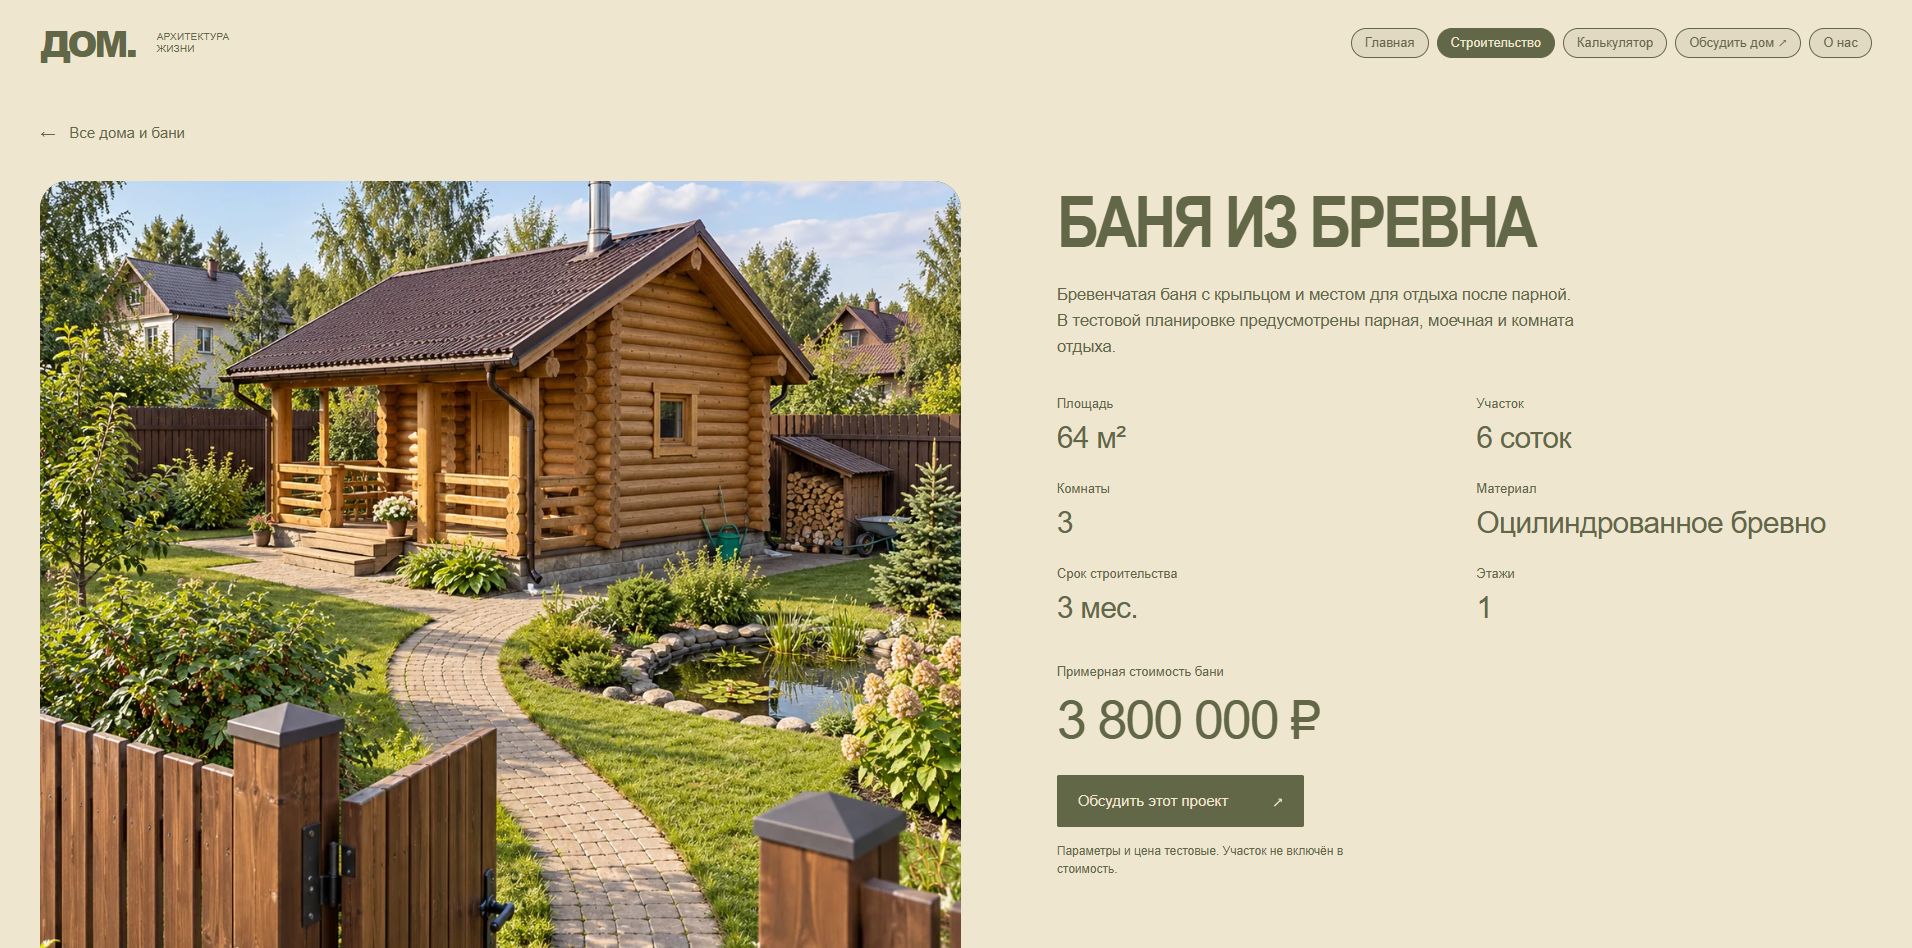 ДОМ.
АРХИТЕКТУРА
ЖИЗНИ
Главная
Строительство
Калькулятор
Обсудить дом ↗
О нас
← Все дома и бани
БАНЯ ИЗ БРЕВНА
Бревенчатая баня с крыльцом и местом для отдыха после парной.
В тестовой планировке предусмотрены парная, моечная и комната
отдыха.
Площадь
64 м²
Участок
6 соток
Комнаты
3
Материал
Оцилиндрованное бревно
Срок строительства
3 мес.
Этажи
1
Примерная стоимость бани
3 800 000 ₽
Обсудить этот проект ↗
Параметры и цена тестовые. Участок не включён в
стоимость.